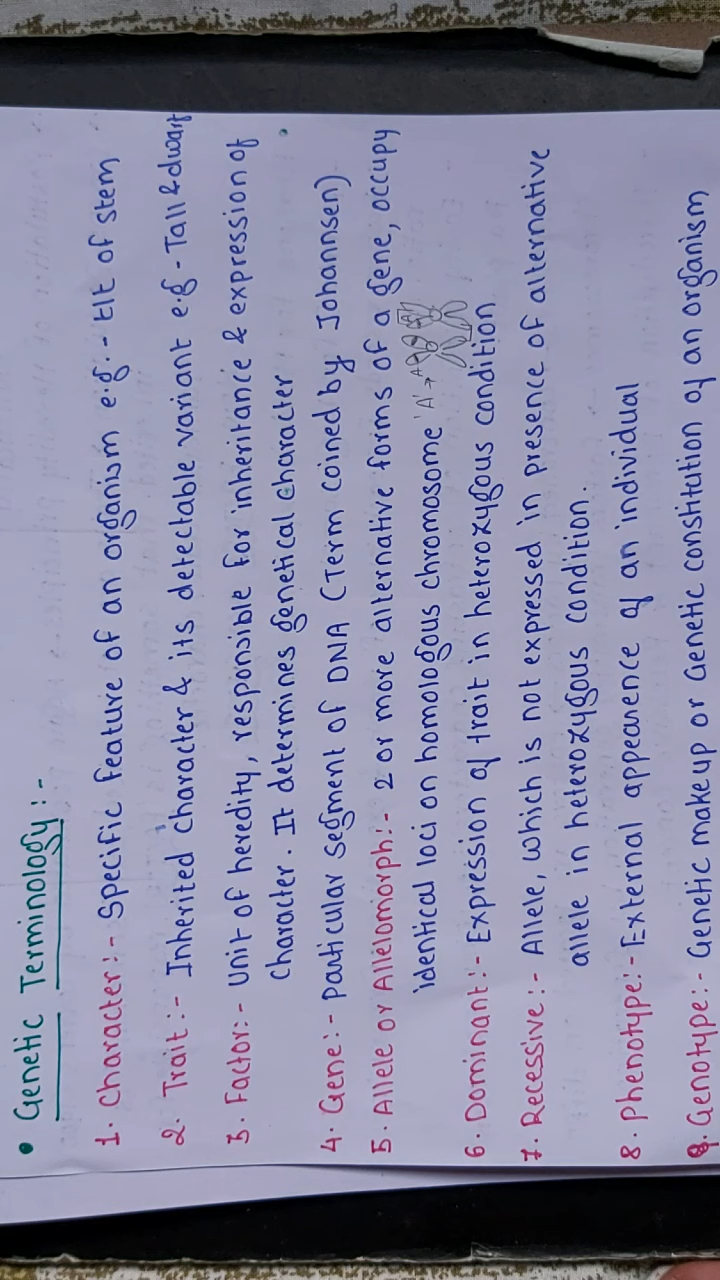 • Genetic Terminology :-
1. Character :- Specific feature of an organism e.g. - Ht of stem
2. Trait :- Inherited character & its detectable variant e.g - Tall & dwarf
3. Factor: - Unit of heredity, responsible for inheritance & expression of
character. It determines genetical character
4. Gene :- particular segment of DNA (Term coined by Johannsen)
5. Allele or Allelomorph:- 2 or more alternative forms of a gene, occupy
identical loci on homologous chromosome 'A' → A
6. Dominant :- Expression of trait in heterozygous condition
7. Recessive :- Allele, which is not expressed in presence of alternative
allele in heterozygous condition.
8. Phenotype:- External appearence of an individual
9. Genotype:- Genetic makeup or Genetic constitution of an organism